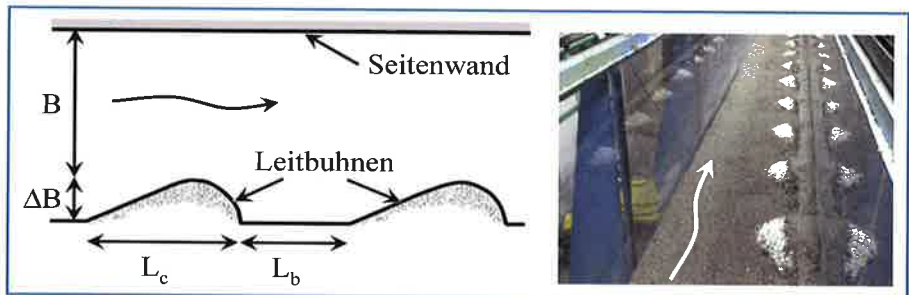 Seitenwand
B
Leitbuhnen
ΔB
L_c
L_b